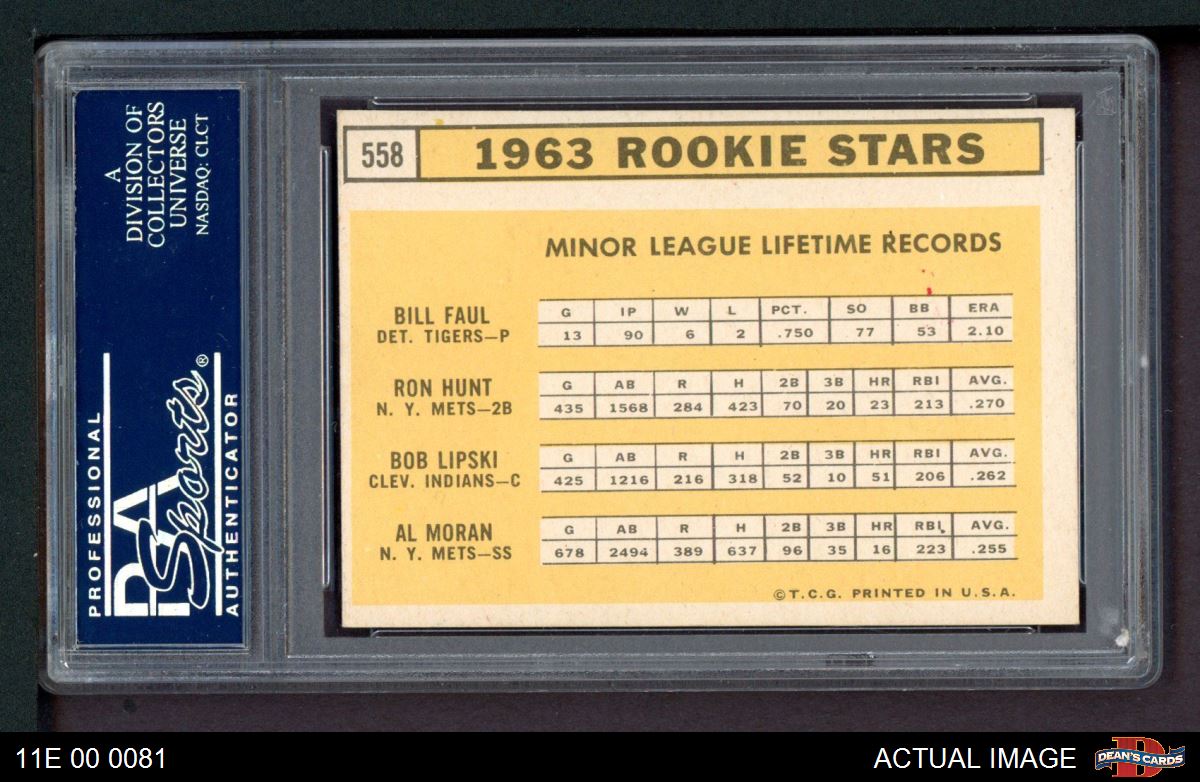 A
DIVISION OF
COLLECTORS
UNIVERSE
NASDAQ: CLCT
PROFESSIONAL
PSA
Sports®
AUTHENTICATOR
558 1963 ROOKIE STARS
MINOR LEAGUE LIFETIME RECORDS
BILL FAUL
DET. TIGERS—P
G IP W L PCT. SO BB ERA
13 90 6 2 .750 77 53 2.10
RON HUNT
N. Y. METS—2B
G AB R H 2B 3B HR RBI AVG.
435 1568 284 423 70 20 23 213 .270
BOB LIPSKI
CLEV. INDIANS—C
G AB R H 2B 3B HR RBI AVG.
425 1216 216 318 52 10 51 206 .262
AL MORAN
N. Y. METS—SS
G AB R H 2B 3B HR RBI AVG.
678 2494 389 637 96 35 16 223 .255
©T.C.G. PRINTED IN U.S.A.
11E 00 0081
ACTUAL IMAGE
D
DEAN'S CARDS